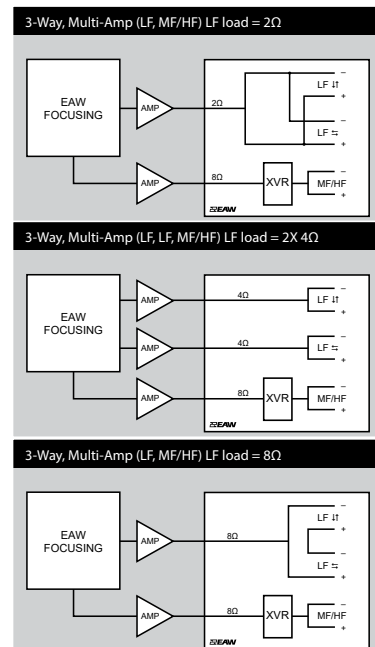 3-Way, Multi-Amp (LF, MF/HF) LF load = 2Ω
EAW
FOCUSING
AMP
2Ω
–
LF ↓↑
+
–
LF ⇆
+
AMP
8Ω
XVR
–
MF/HF
+
EAW
3-Way, Multi-Amp (LF, LF, MF/HF) LF load = 2X 4Ω
EAW
FOCUSING
AMP
4Ω
–
LF ↓↑
+
AMP
4Ω
–
LF ⇆
+
AMP
8Ω
XVR
–
MF/HF
+
EAW
3-Way, Multi-Amp (LF, MF/HF) LF load = 8Ω
EAW
FOCUSING
AMP
8Ω
–
LF ↓↑
+
–
LF ⇆
+
AMP
8Ω
XVR
–
MF/HF
+
EAW